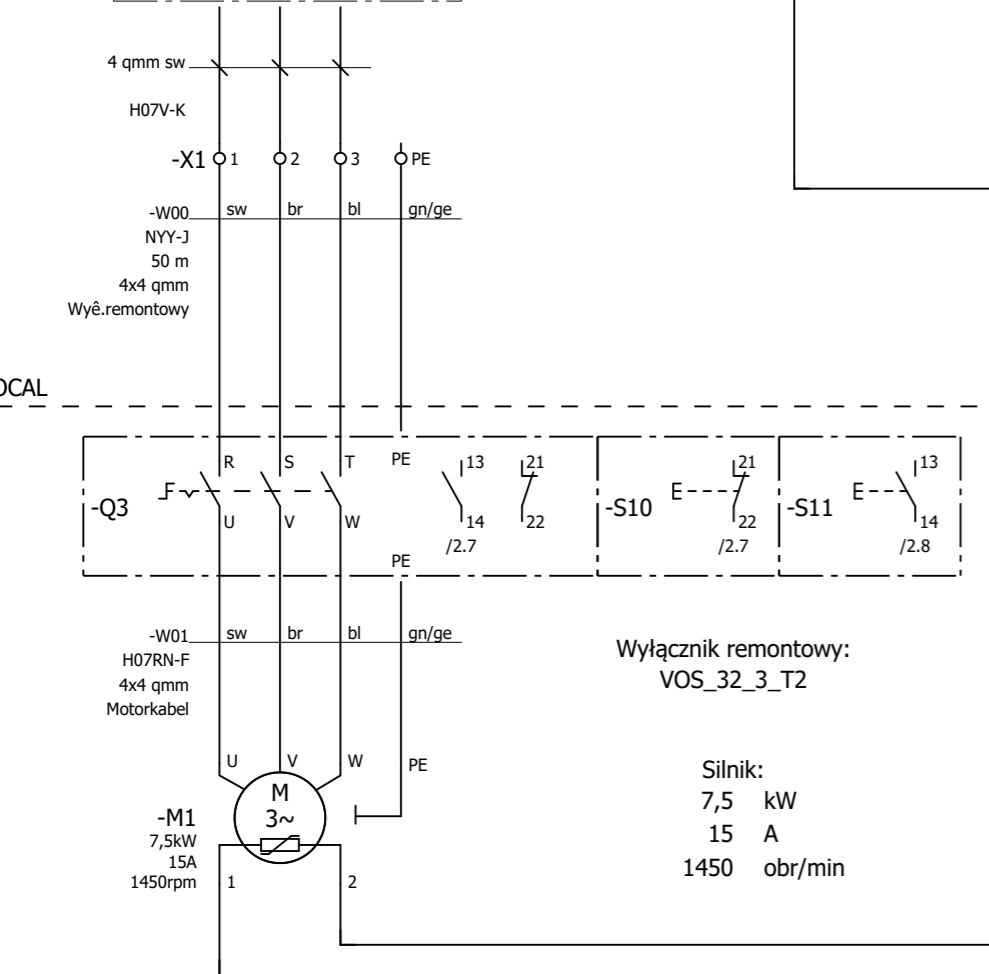 4 qmm sw
H07V-K
-X1 1 2 3 PE
-W00 sw br bl gn/ge
NYY-J
50 m
4x4 qmm
Wyê.remontowy
OCAL
R S T PE 13 21 21 13
-Q3 F E -S10 E -S11
U V W 14 22 22 14
/2.7 /2.7 /2.8
PE
-W01 sw br bl gn/ge
H07RN-F
4x4 qmm
Motorkabel
Wyłącznik remontowy:
VOS_32_3_T2
U V W PE
M
3~
-M1
7,5kW
15A
1450rpm
1 2
Silnik:
7,5 kW
15 A
1450 obr/min